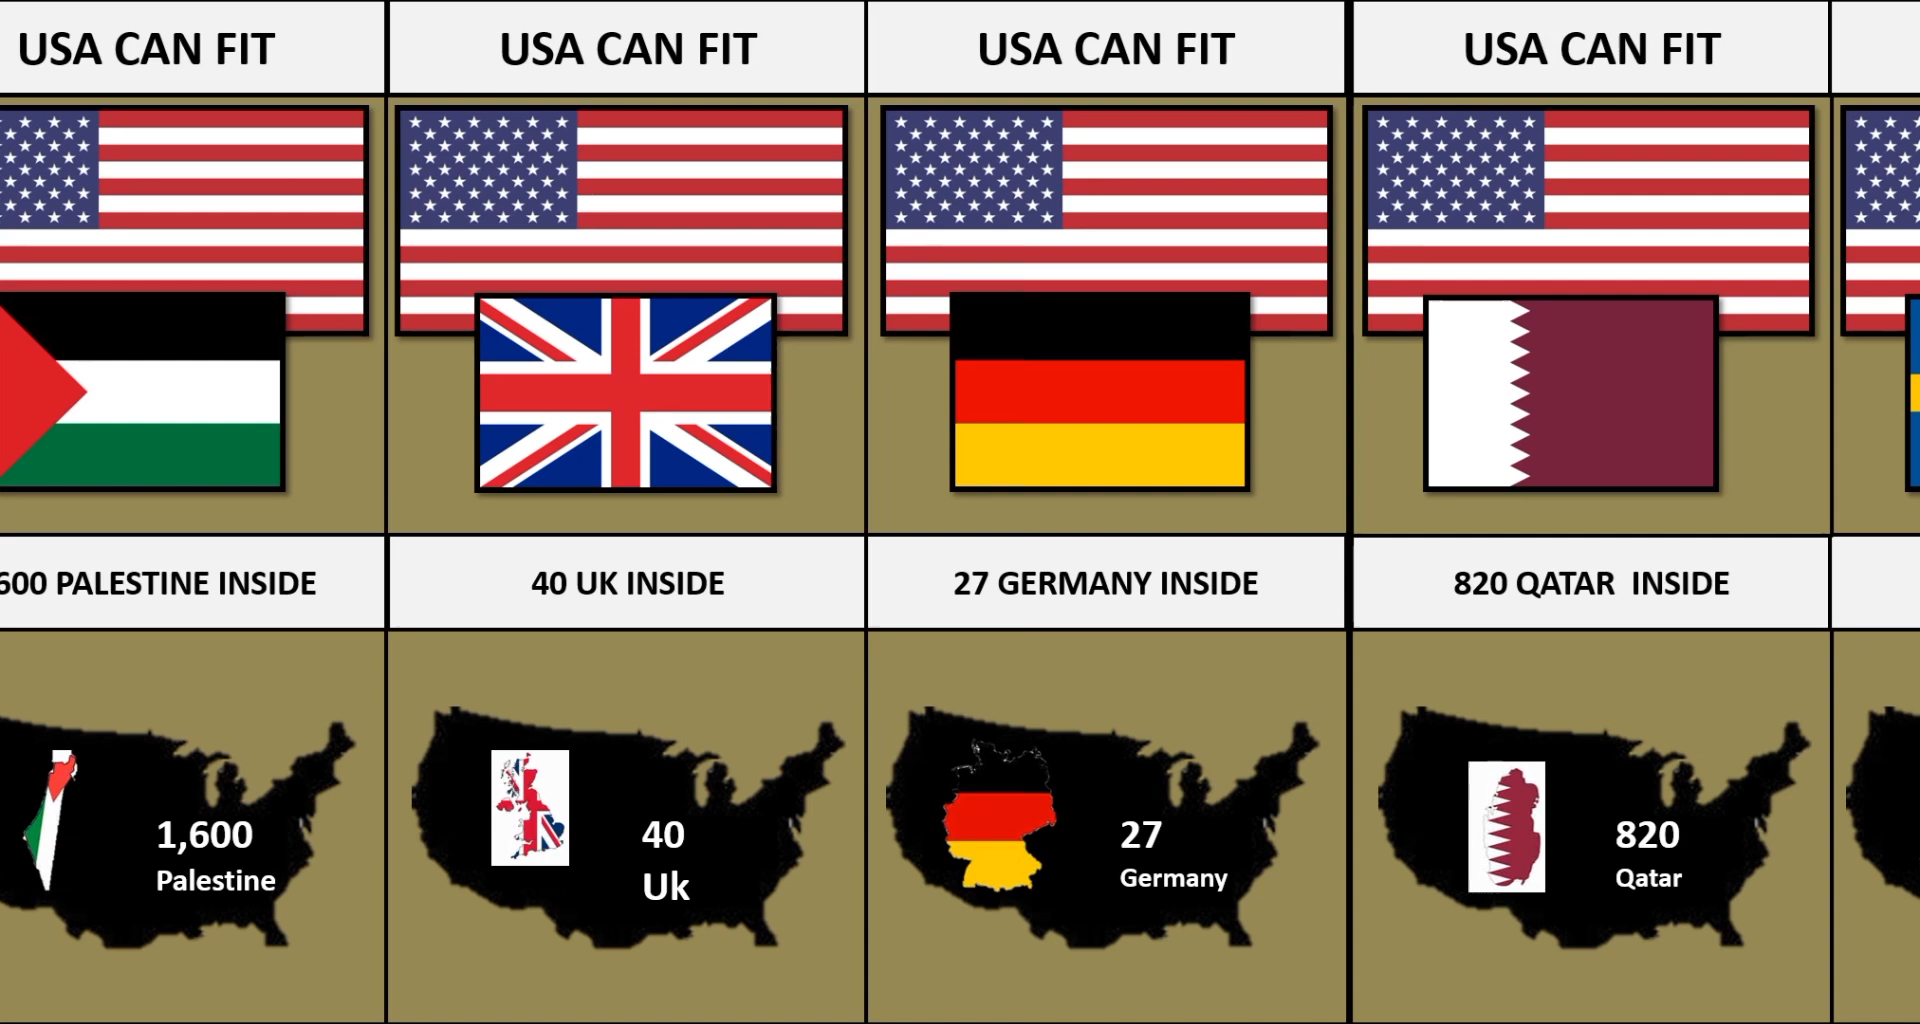 USA CAN FIT
USA CAN FIT
USA CAN FIT
USA CAN FIT
600 PALESTINE INSIDE
40 UK INSIDE
27 GERMANY INSIDE
820 QATAR  INSIDE
1,600
Palestine
40
Uk
27
Germany
820
Qatar